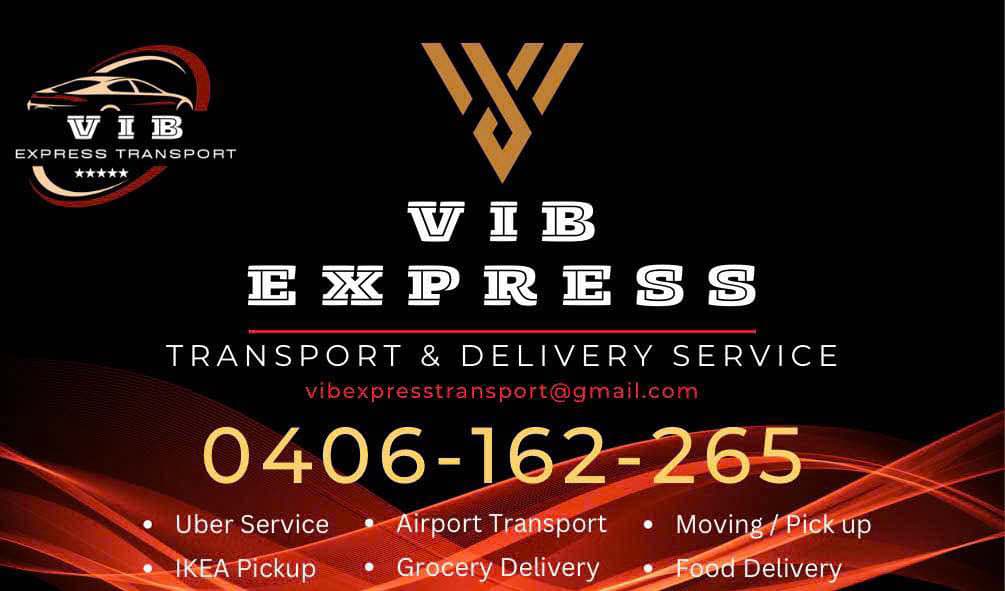 VIB
EXPRESS TRANSPORT
VIB
EXPRESS
TRANSPORT & DELIVERY SERVICE
vibexpresstransport@gmail.com
0406-162-265
• Uber Service • Airport Transport • Moving / Pick up
• IKEA Pickup • Grocery Delivery • Food Delivery